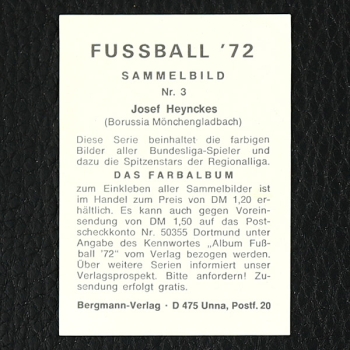 FUSSBALL '72
SAMMELBILD
Nr. 3
Josef Heynckes
(Borussia Mönchengladbach)
Diese Serie beinhaltet die farbigen
Bilder aller Bundesliga-Spieler und
dazu die Spitzenstars der Regionalliga.
DAS FARBALBUM
zum Einkleben aller Sammelbilder ist
im Handel zum Preis von DM 1,20 er-
hältlich. Es kann auch gegen Vorein-
sendung von DM 1,50 auf das Post-
scheckkonto Nr. 50355 Dortmund unter
Angabe des Kennwortes „Album Fuß-
ball '72" vom Verlag bezogen werden.
Über weitere Serien informiert unser
Verlagsprospekt. Bitte anfordern! Zu-
sendung erfolgt gratis.
Bergmann-Verlag · D 475 Unna, Postf. 20